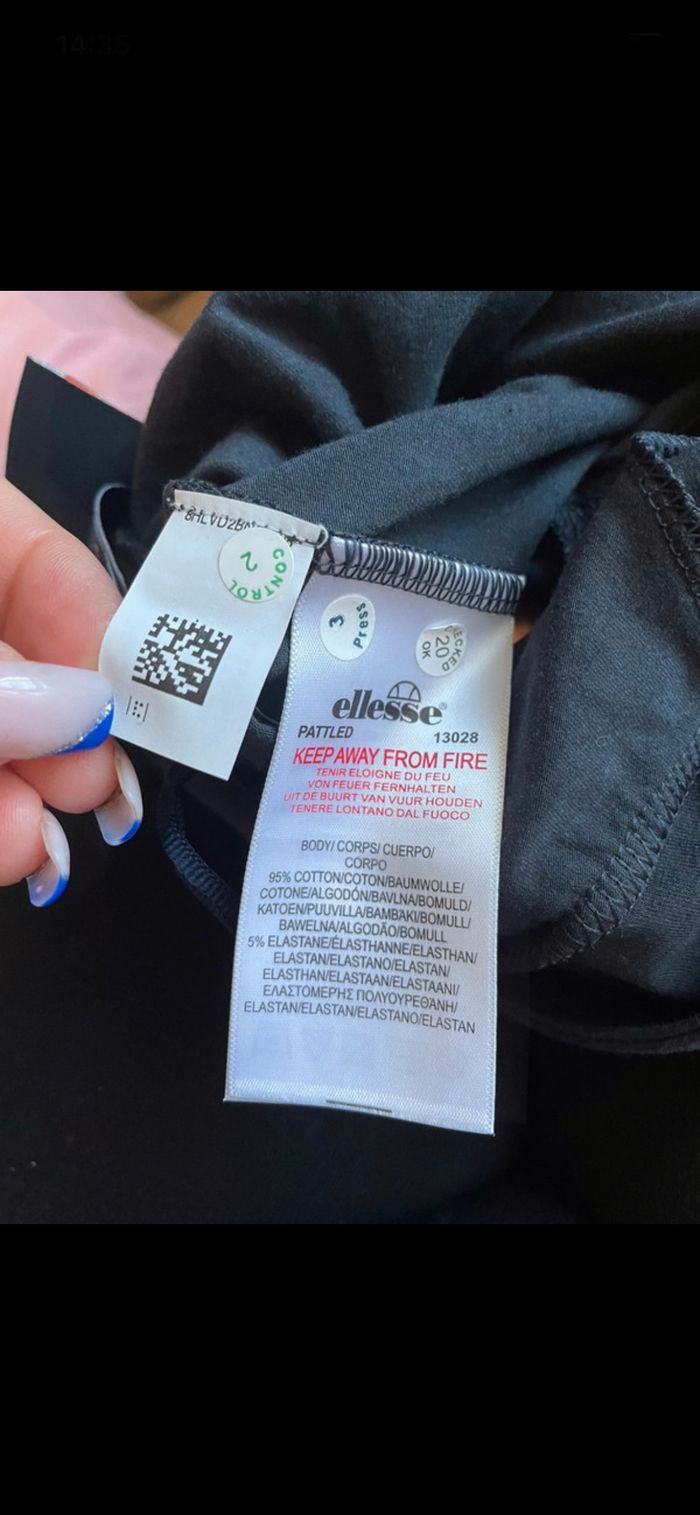 14:35
CONTROL
2
3
Press
20
OK
ellesse®
PATTLED 13028
KEEP AWAY FROM FIRE
TENIR ELOIGNE DU FEU
VON FEUER FERNHALTEN
UIT DE BUURT VAN VUUR HOUDEN
TENERE LONTANO DAL FUOCO
BODY/ CORPS/ CUERPO/
CORPO
95% COTTON/COTON/BAUMWOLLE/
COTONE/ALGODÓN/BAVLNA/BOMULD/
KATOEN/PUUVILLA/BAMBAKI/BOMULL/
BAWELNA/ALGODÃO/BOMULL
5% ELASTANE/ÉLASTHANNE/ELASTHAN/
ELASTAN/ELASTANO/ELASTAN/
ELASTHAN/ELASTAAN/ELASTAANI/
ΕΛΑΣΤΟΜΕΡΉΣ ΠΟΛΥΟΥΡΕΘΆΝΗ/
ELASTAN/ELASTAN/ELASTANO/ELASTAN